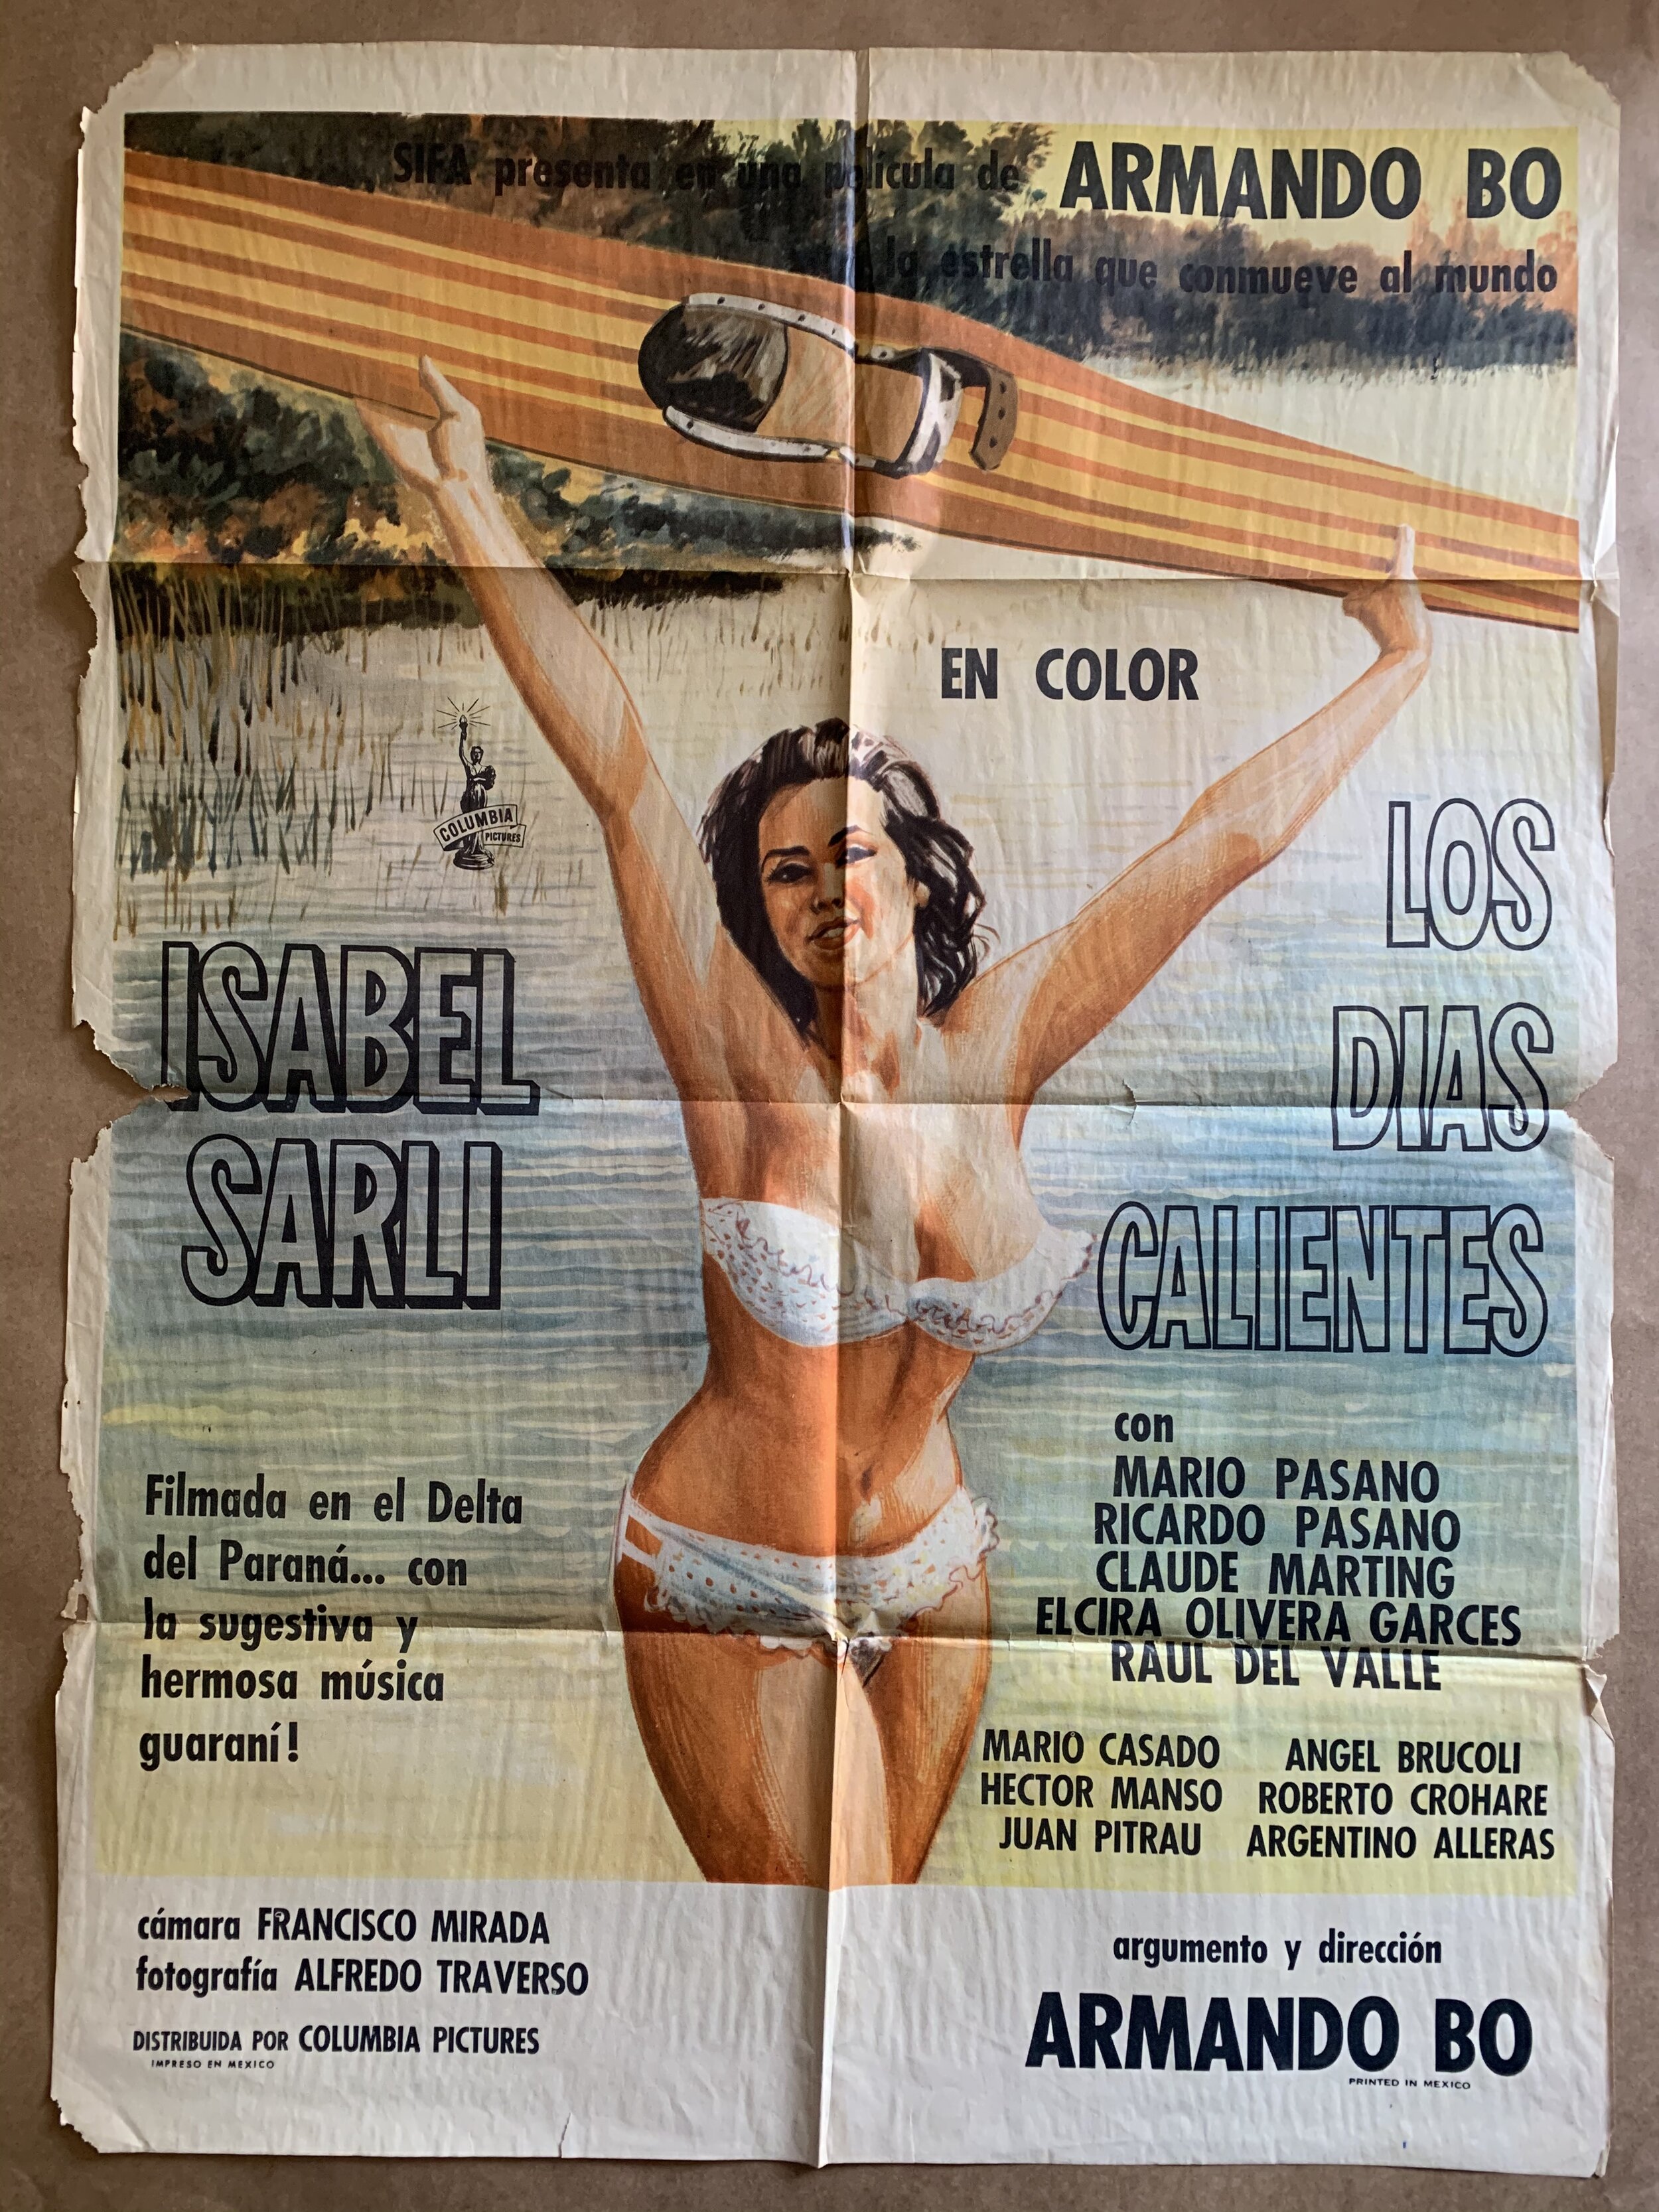 SIFA presenta en una película de ARMANDO BO
la estrella que conmueve al mundo
EN COLOR
COLUMBIA
PICTURES
ISABEL
SARLI
LOS
DIAS
CALIENTES
Filmada en el Delta
del Paraná... con
la sugestiva y
hermosa música
guaraní!
con
MARIO PASANO
RICARDO PASANO
CLAUDE MARTING
ELCIRA OLIVERA GARCES
RAUL DEL VALLE
MARIO CASADO ANGEL BRUCOLI
HECTOR MANSO ROBERTO CROHARE
JUAN PITRAU ARGENTINO ALLERAS
cámara FRANCISCO MIRADA
fotografía ALFREDO TRAVERSO
DISTRIBUIDA POR COLUMBIA PICTURES
IMPRESO EN MEXICO
argumento y dirección
ARMANDO BO
PRINTED IN MEXICO